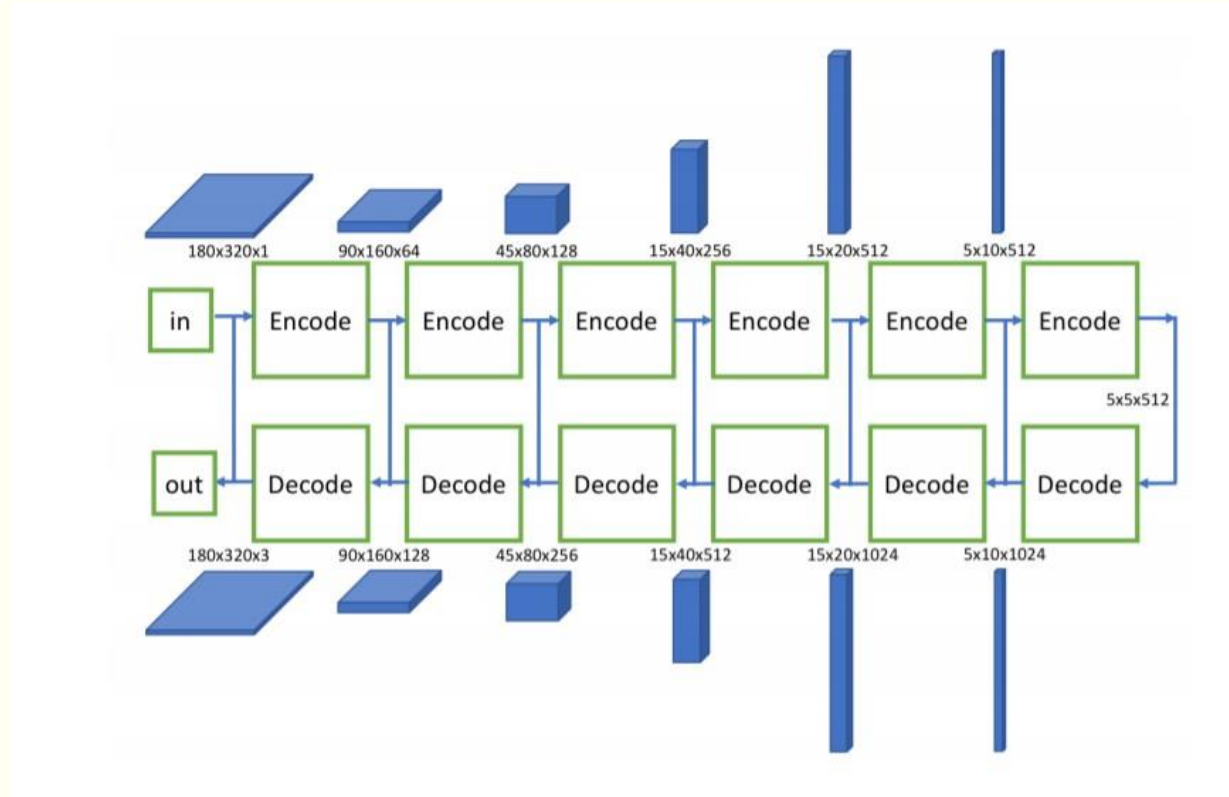 180x320x1 90x160x64 45x80x128 15x40x256 15x20x512 5x10x512
in Encode Encode Encode Encode Encode Encode
5x5x512
out Decode Decode Decode Decode Decode Decode
180x320x3 90x160x128 45x80x256 15x40x512 15x20x1024 5x10x1024